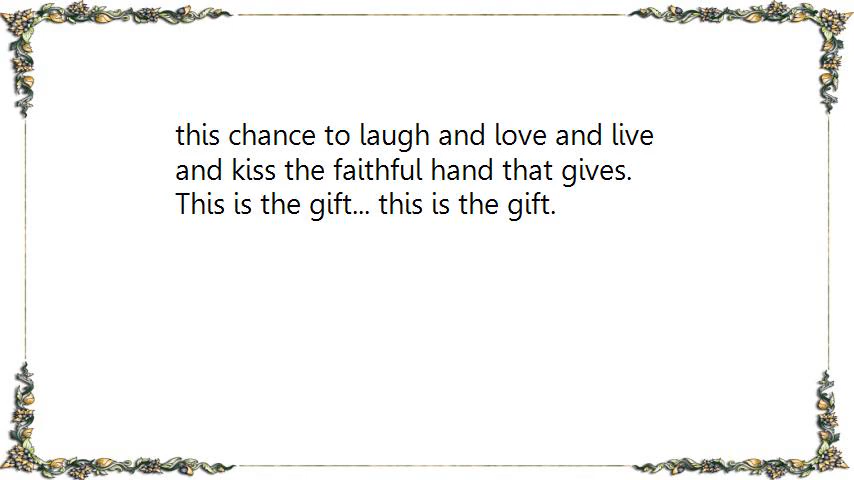 this chance to laugh and love and live
and kiss the faithful hand that gives.
This is the gift... this is the gift.